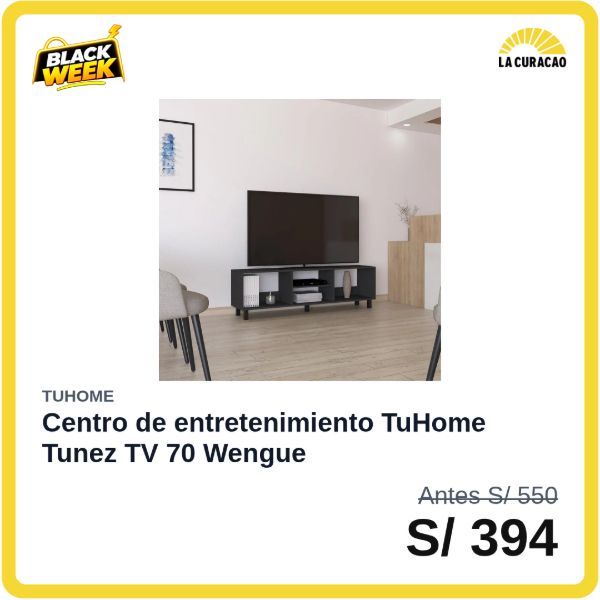 BLACK
WEEK
LA CURACAO
TUHOME
Centro de entretenimiento TuHome
Tunez TV 70 Wengue
Antes S/ 550
S/ 394